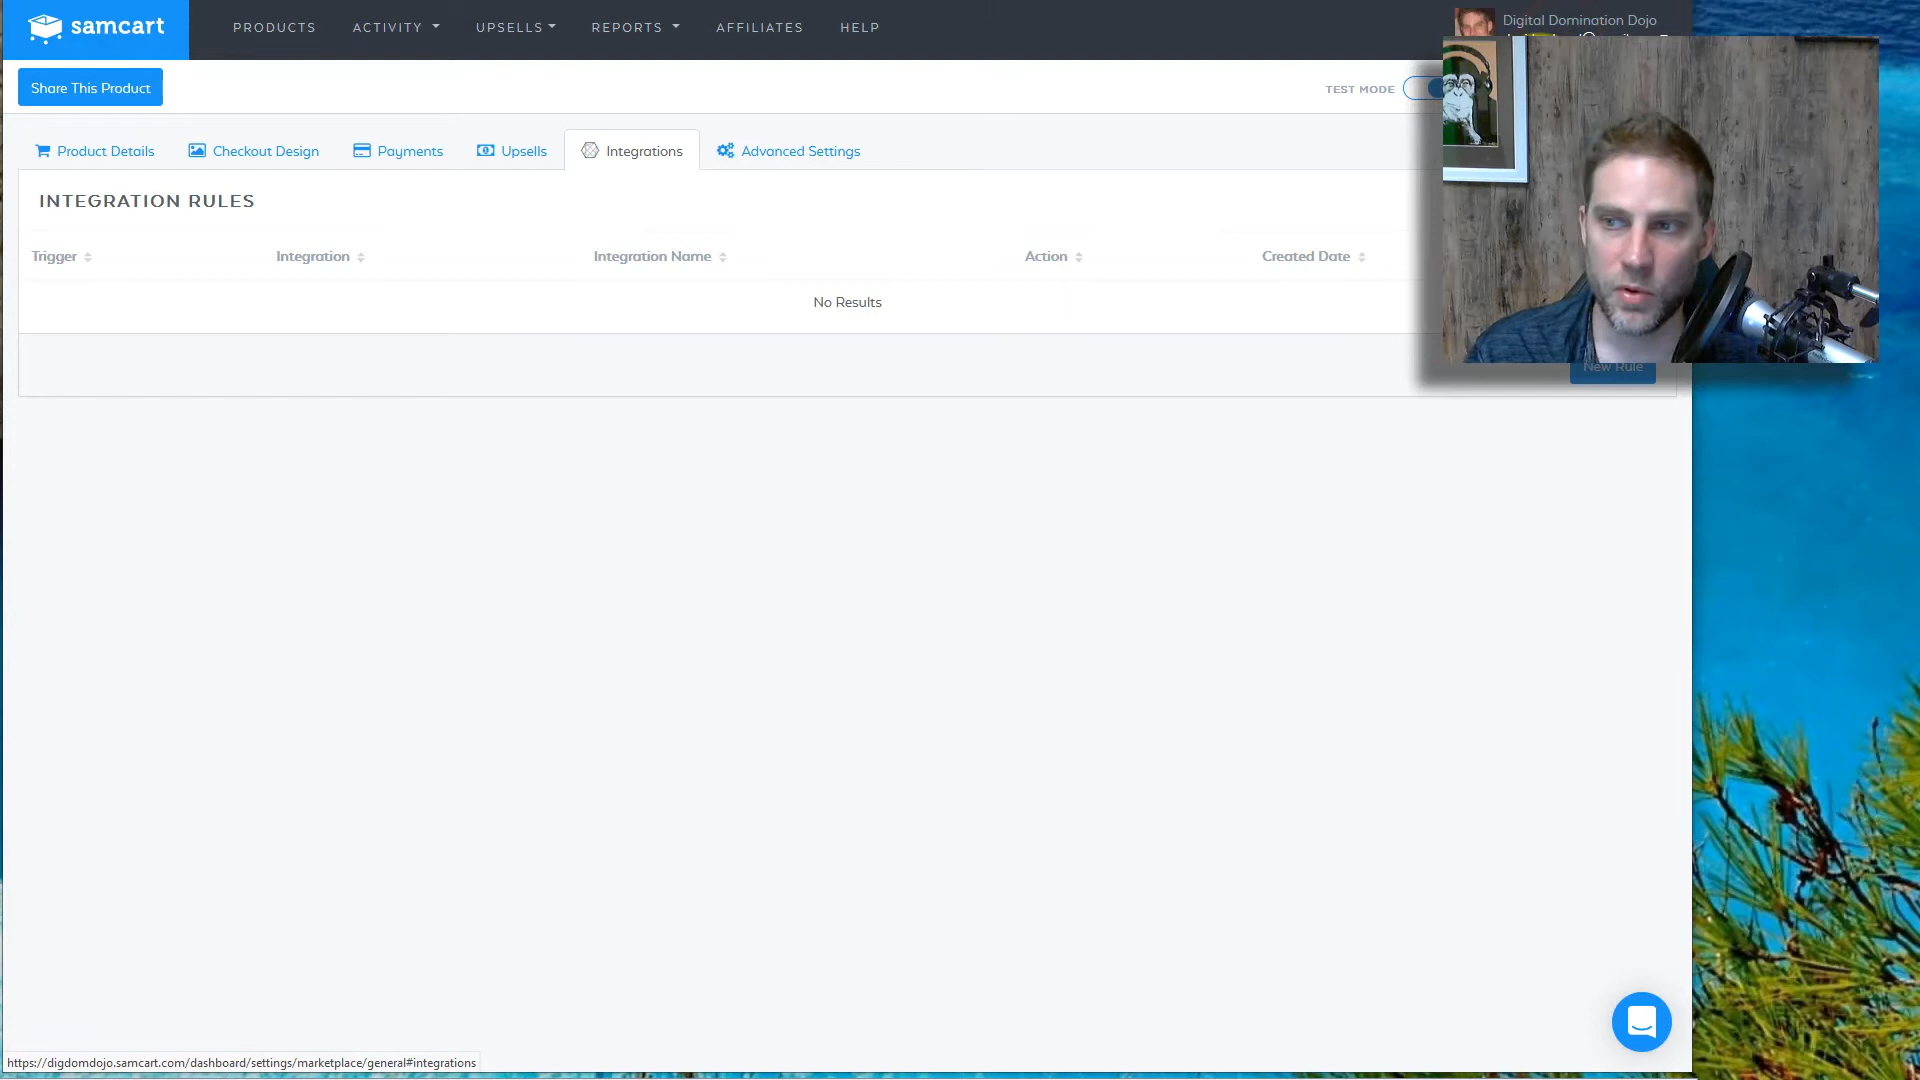 samcart
PRODUCTS
ACTIVITY
UPSELLS
REPORTS
AFFILIATES
HELP
Digital Domination Dojo
Share This Product
TEST MODE
Product Details
Checkout Design
Payments
Upsells
Integrations
Advanced Settings
INTEGRATION RULES
Trigger
Integration
Integration Name
Action
Created Date
No Results
New Rule
https://digdomdojo.samcart.com/dashboard/settings/marketplace/general#integrations